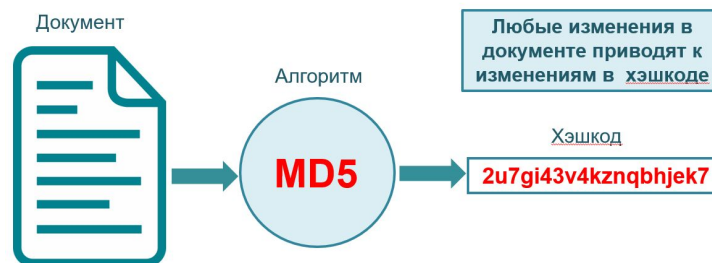 Документ
Алгоритм
MD5
Любые изменения в
документе приводят к
изменениям в хэшкоде
Хэшкод
2u7gi43v4kznqbhjek7